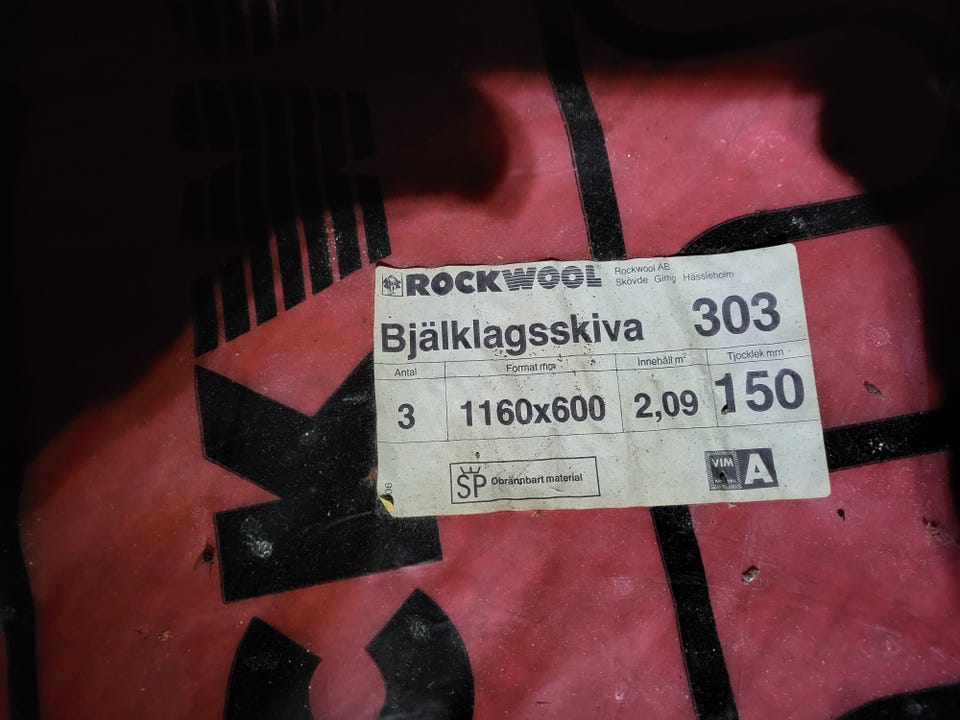 ROCKWOOL
Rockwool AB
Skövde Gimo Hässleholm
Bjälklagsskiva 303
Antal Format mm Innehåll m² Tjocklek mm
3 1160x600 2,09 150
SP Obrännbart material
VIM A